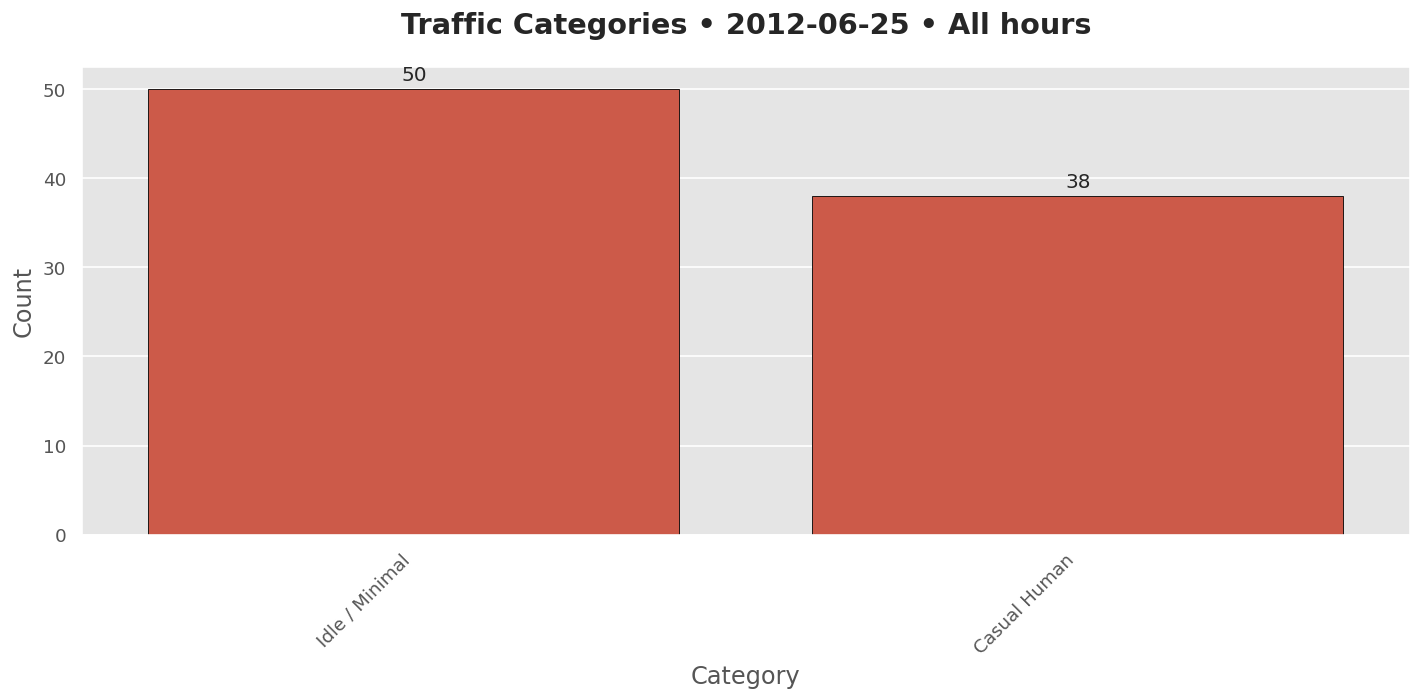 Traffic Categories • 2012-06-25 • All hours
50
38
50
40
30
20
10
0
Count
Idle / Minimal
Casual Human
Category